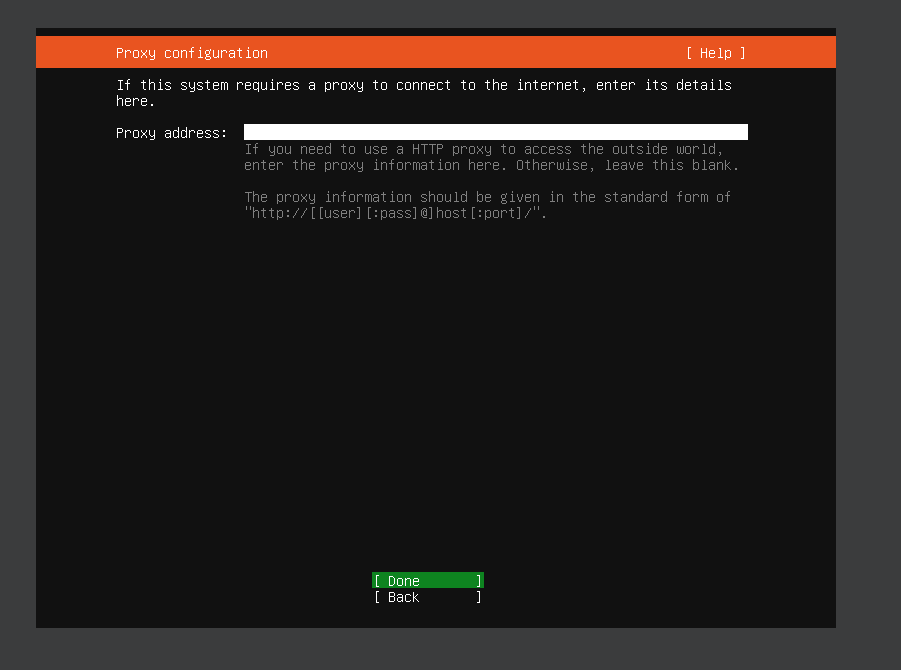 Proxy configuration [ Help ]
If this system requires a proxy to connect to the internet, enter its details
here.
Proxy address:
If you need to use a HTTP proxy to access the outside world,
enter the proxy information here. Otherwise, leave this blank.
The proxy information should be given in the standard form of
"http://[[user][:pass]@]host[:port]/".
[ Done ]
[ Back ]